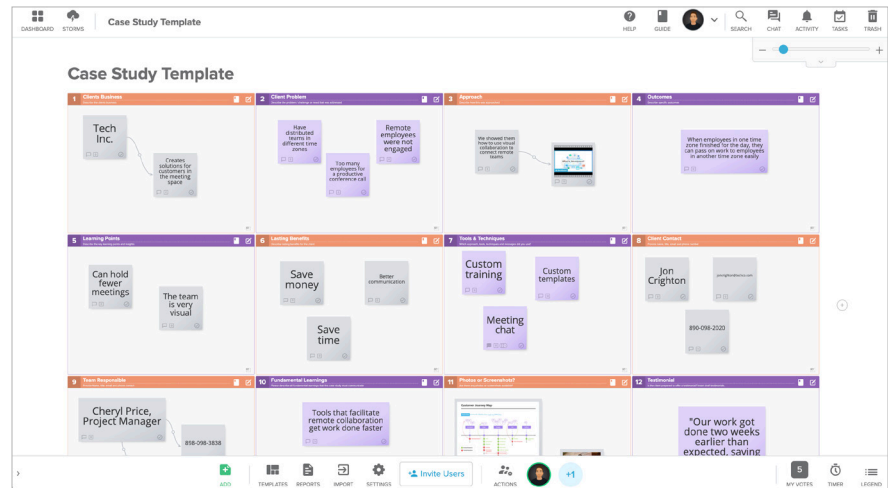 Case Study Template
DASHBOARD
STORMS
HELP
GUIDE
SEARCH
CHAT
ACTIVITY
TASKS
TRASH
Case Study Template
1 Clients Business
2 Client Problem
3 Approach
4 Outcomes
Tech
Inc.
Creates
solutions for
customers in
the meeting
space
Have
distributed
teams in
different time
zones
Too many
employees for
a productive
conference call
Remote
employees
were not
engaged
We showed them
how to use visual
collaboration to
connect remote
teams
When employees in one time
zone finished for the day, they
can pass on work to employees
in another time zone easily
5 Learning Points
6 Lasting Benefits
7 Tools & Techniques
8 Client Contact
Can hold
fewer
meetings
The team
is very
visual
Save
money
Better
communication
Save
time
Custom
training
Custom
templates
Meeting
chat
Jon
Crighton
890-098-2020
9 Team Responsible
10 Fundamental Learnings
11 Photos or Screenshots?
12 Testimonial
Cheryl Price,
Project Manager
858-098-3838
Tools that facilitate
remote collaboration
get work done faster
"Our work got
done two weeks
earlier than
expected, saving
ADD
TEMPLATES
REPORTS
IMPORT
SETTINGS
Invite Users
ACTIONS
+1
5
MY VOTES
TIMER
LEGEND